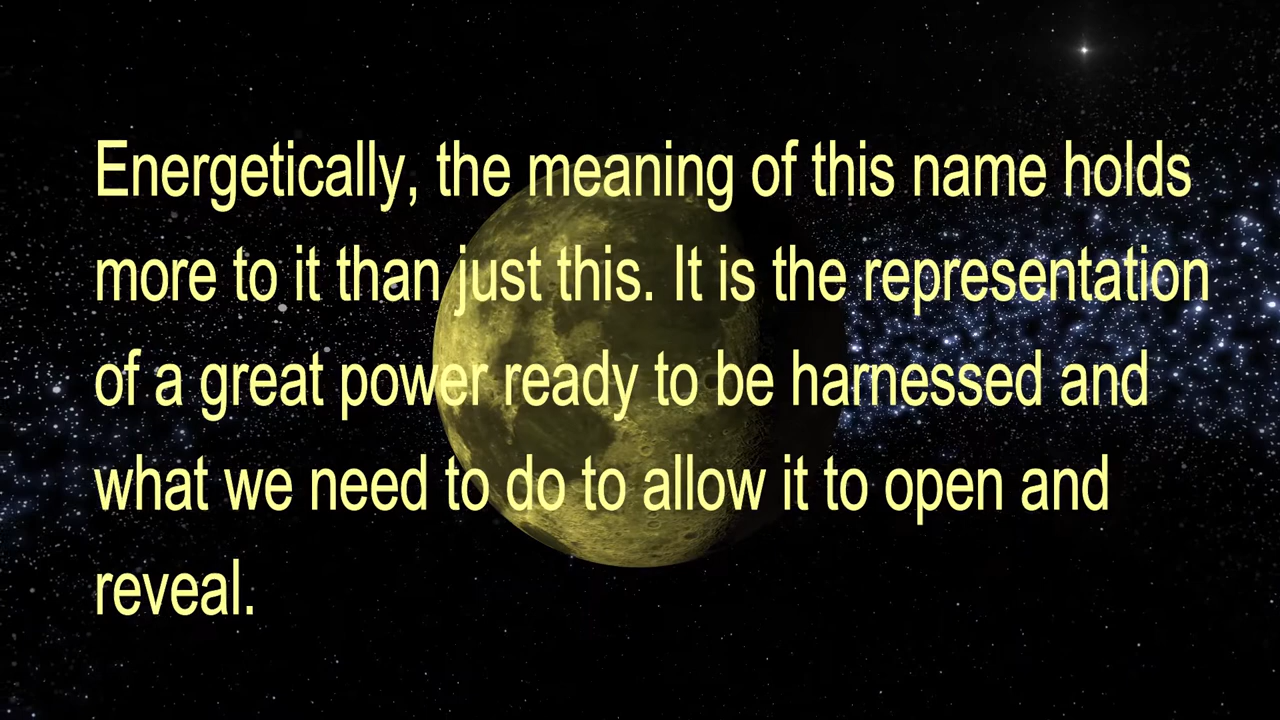 Energetically, the meaning of this name holds
more to it than just this. It is the representation
of a great power ready to be harnessed and
what we need to do to allow it to open and
reveal.